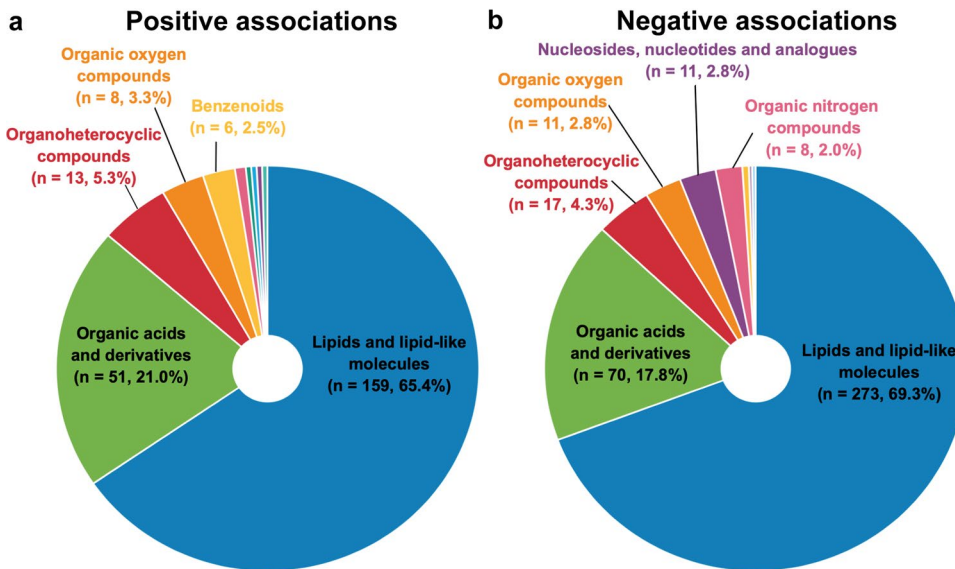 a
Positive associations
Organic oxygen
compounds
(n = 8, 3.3%)
Benzenoids
(n = 6, 2.5%)
Organoheterocyclic
compounds
(n = 13, 5.3%)
Organic acids
and derivatives
(n = 51, 21.0%)
Lipids and lipid-like
molecules
(n = 159, 65.4%)
b
Negative associations
Nucleosides, nucleotides and analogues
(n = 11, 2.8%)
Organic oxygen
compounds
(n = 11, 2.8%)
Organic nitrogen
compounds
(n = 8, 2.0%)
Organoheterocyclic
compounds
(n = 17, 4.3%)
Organic acids
and derivatives
(n = 70, 17.8%)
Lipids and lipid-like
molecules
(n = 273, 69.3%)